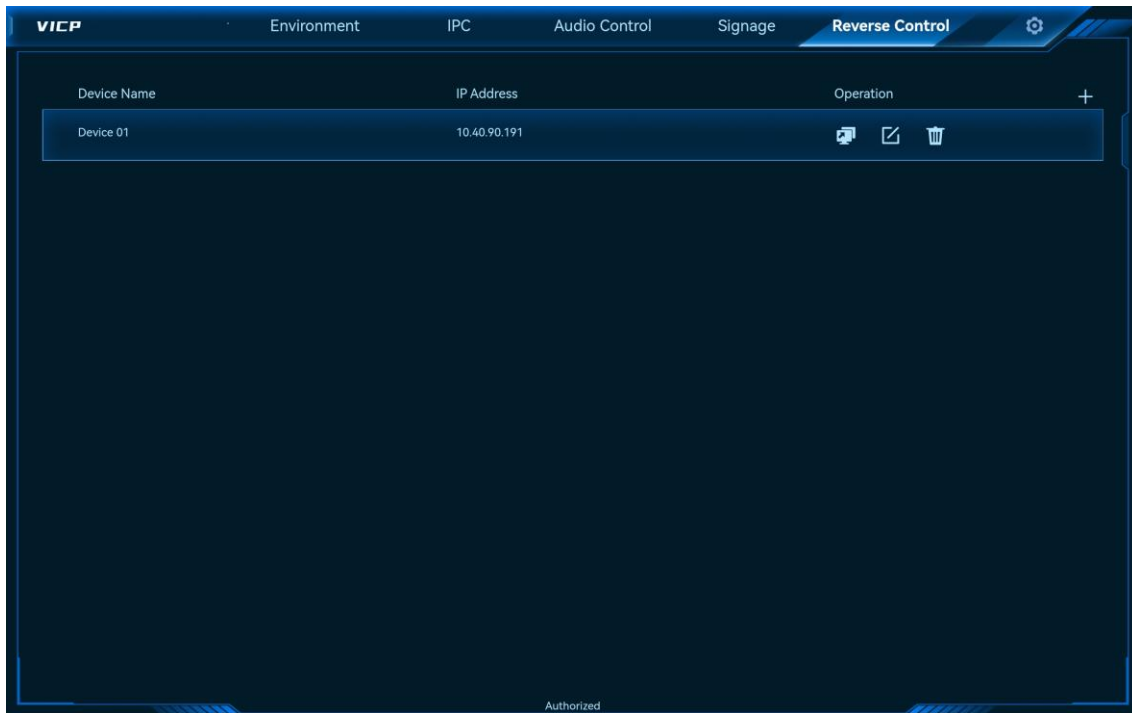 VICP Environment IPC Audio Control Signage Reverse Control
Device Name IP Address Operation
Device 01 10.40.90.191
Authorized